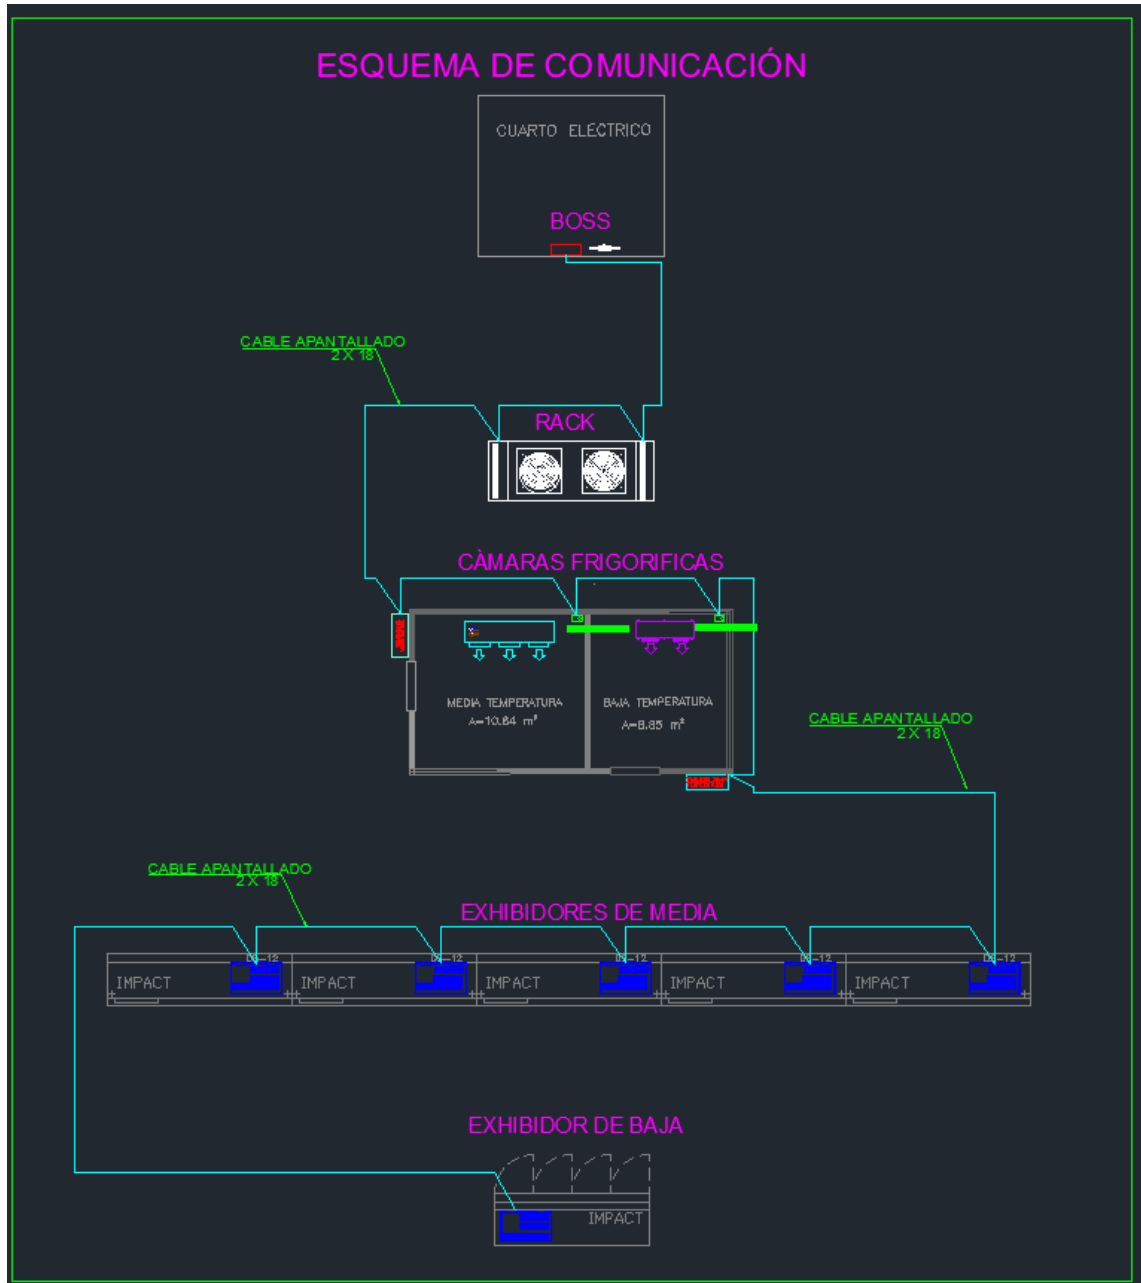 ESQUEMA DE COMUNICACIÓN
CUARTO ELECTRICO
BOSS
CABLE APANTALLADO
2 X 18
RACK
CÀMARAS FRIGORIFICAS
MEDIA TEMPERATURA
A=10.64 m²
BAJA TEMPERATURA
A=8.85 m²
CABLE APANTALLADO
2 X 18
CABLE APANTALLADO
2 X 18
EXHIBIDORES DE MEDIA
IMPACT
IMPACT
IMPACT
IMPACT
IMPACT
EXHIBIDOR DE BAJA
IMPACT